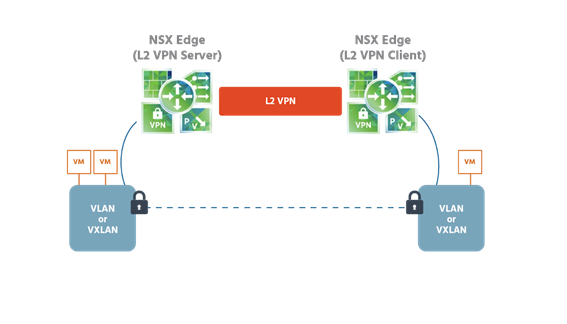 NSX Edge
(L2 VPN Server)
NSX Edge
(L2 VPN Client)
L2 VPN
VPN
P
V
VPN
P
V
VM
VM
VM
VLAN
or
VXLAN
VLAN
or
VXLAN